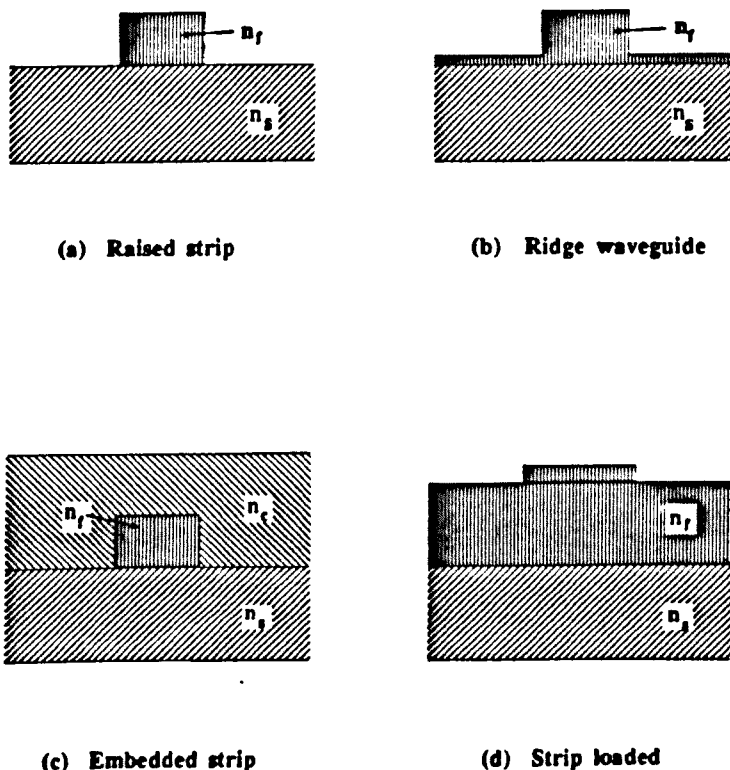 n_f
n_f
n_s
n_s
(a) Raised strip
(b) Ridge waveguide
n_f
n_c
n_f
n_s
n_s
(c) Embedded strip
(d) Strip loaded